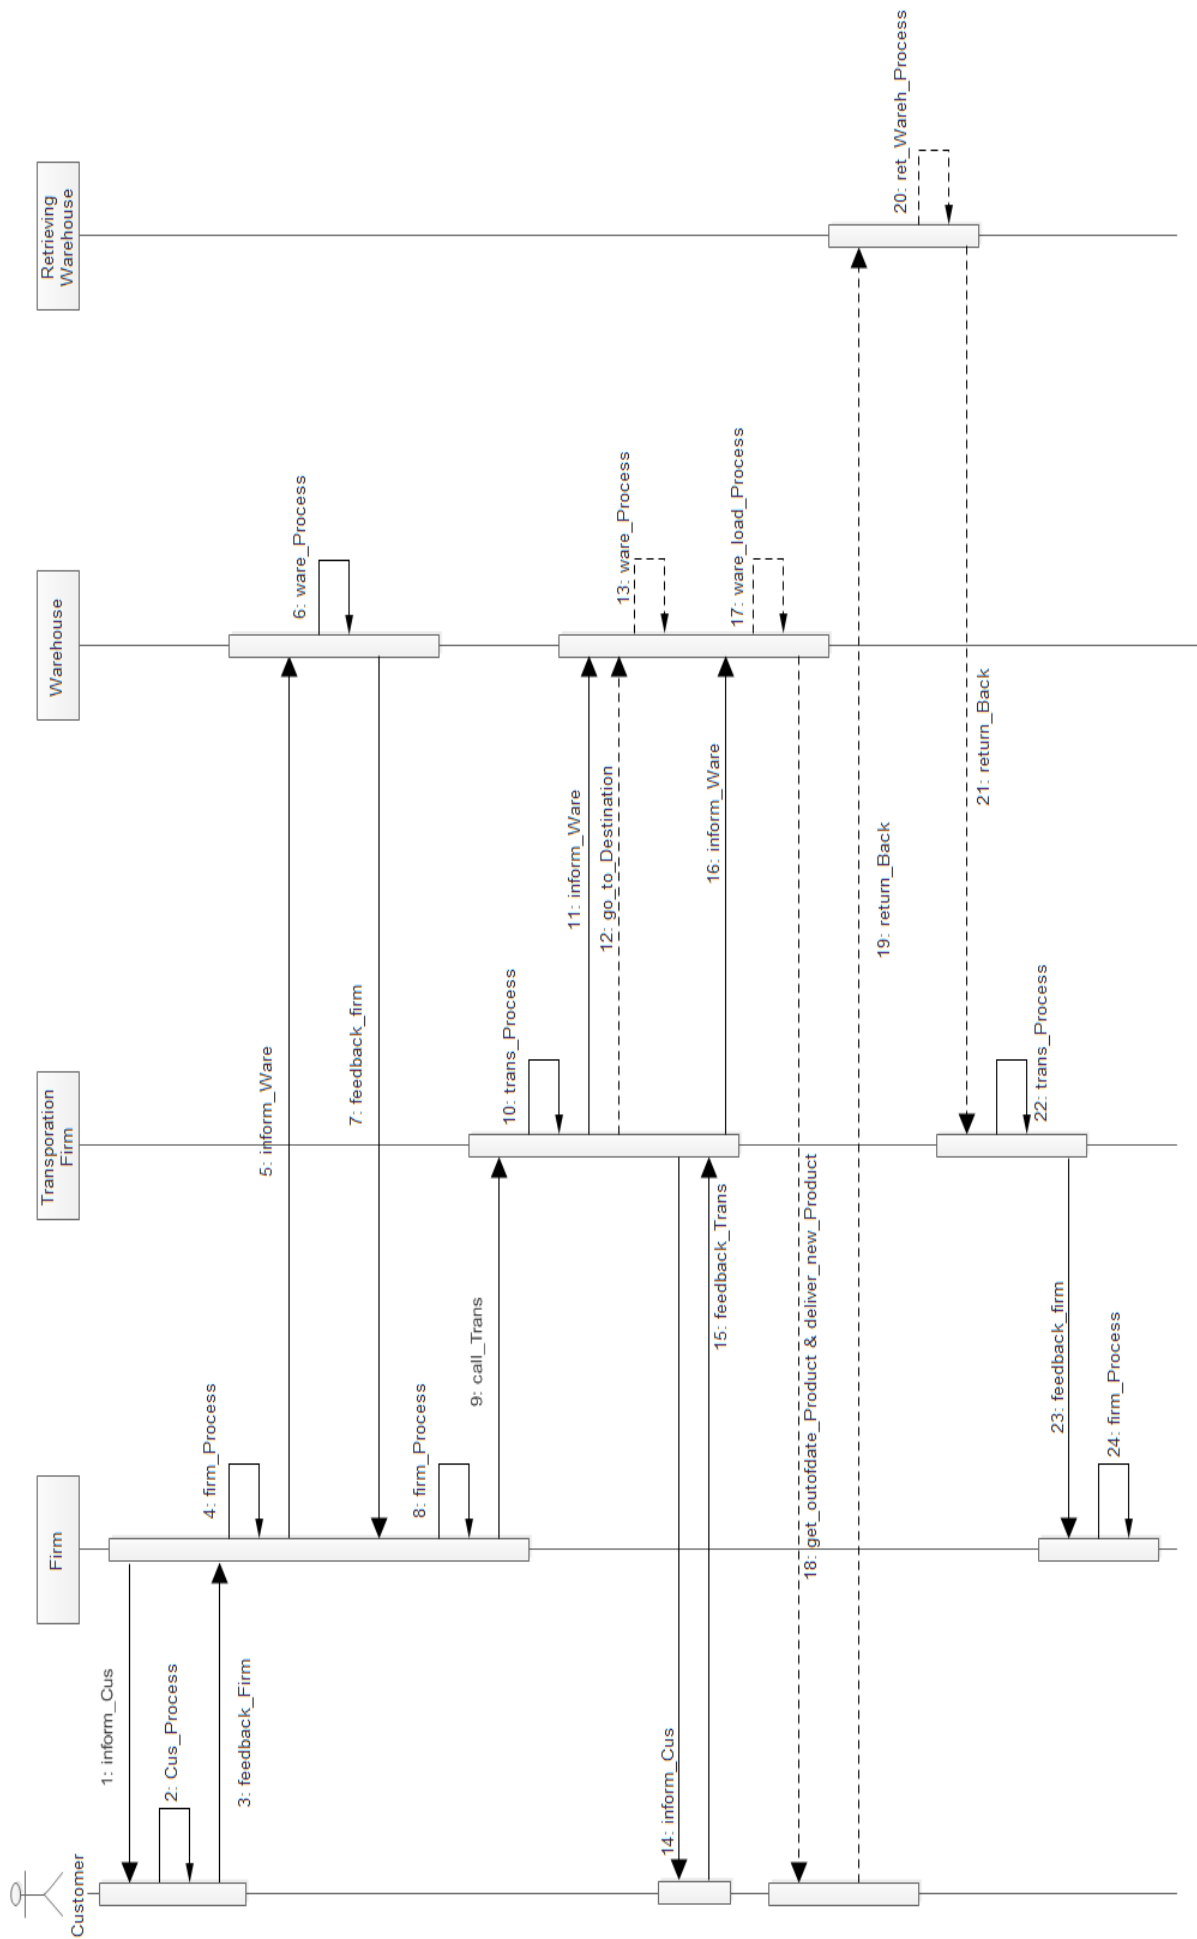 Customer
Firm
Transporation
Firm
Warehouse
Retrieving
Warehouse
1: inform_Cus
2: Cus_Process
3: feedback_Firm
4: firm_Process
5: inform_Ware
6: ware_Process
7: feedback_firm
8: firm_Process
9: call_Trans
10: trans_Process
11: inform_Ware
12: go_to_Destination
13: ware_Process
14: inform_Cus
15: feedback_Trans
16: inform_Ware
17: ware_load_Process
18: get_outofdate_Product & deliver_new_Product
19: return_Back
20: ret_Wareh_Process
21: return_Back
22: trans_Process
23: feedback_firm
24: firm_Process